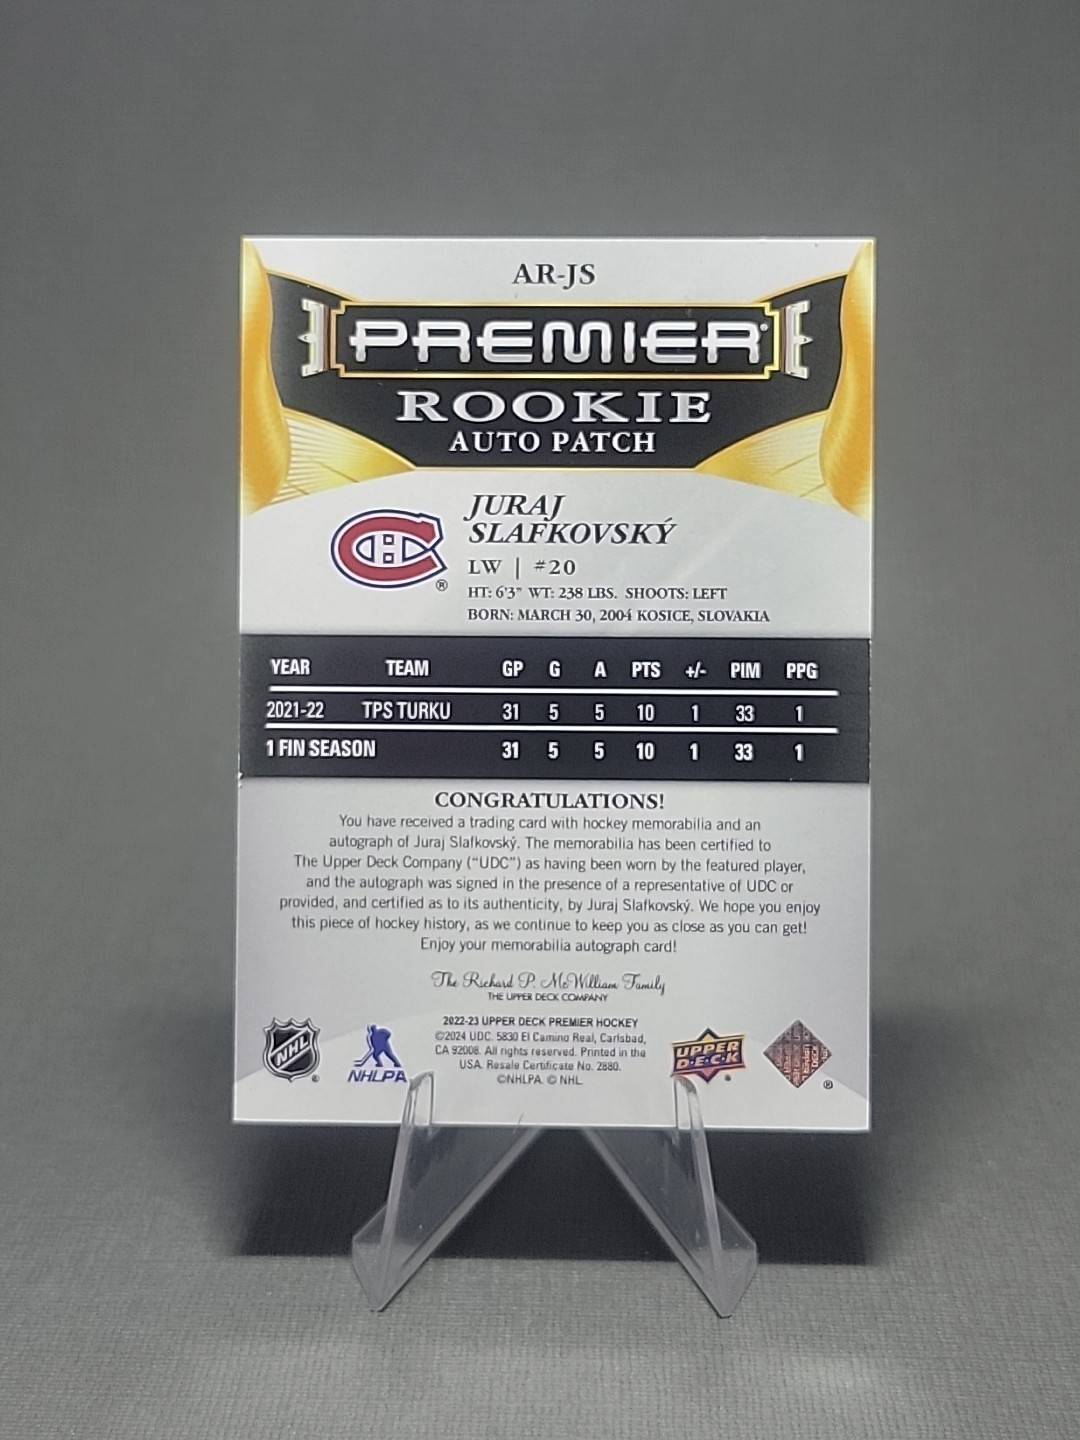 AR-JS
PREMIER
ROOKIE
AUTO PATCH
JURAJ
SLAFKOVSKÝ
LW | #20
HT: 6'3" WT: 238 LBS. SHOOTS: LEFT
BORN: MARCH 30, 2004 KOSICE, SLOVAKIA
YEAR TEAM GP G A PTS +/- PIM PPG
2021-22 TPS TURKU 31 5 5 10 1 33 1
1 FIN SEASON 31 5 5 10 1 33 1
CONGRATULATIONS!
You have received a trading card with hockey memorabilia and an
autograph of Juraj Slafkovský. The memorabilia has been certified to
The Upper Deck Company ("UDC") as having been worn by the featured player,
and the autograph was signed in the presence of a representative of UDC or
provided, and certified as to its authenticity, by Juraj Slafkovský. We hope you enjoy
this piece of hockey history, as we continue to keep you as close as you can get!
Enjoy your memorabilia autograph card!
The Richard P. McWilliam Family
THE UPPER DECK COMPANY
2022-23 UPPER DECK PREMIER HOCKEY
©2024 UDC. 5830 El Camino Real, Carlsbad,
CA 92008. All rights reserved. Printed in the
USA. Resale Certificate No. 2880.
©NHLPA. © NHL.
NHL
NHLPA
UPPER
DECK